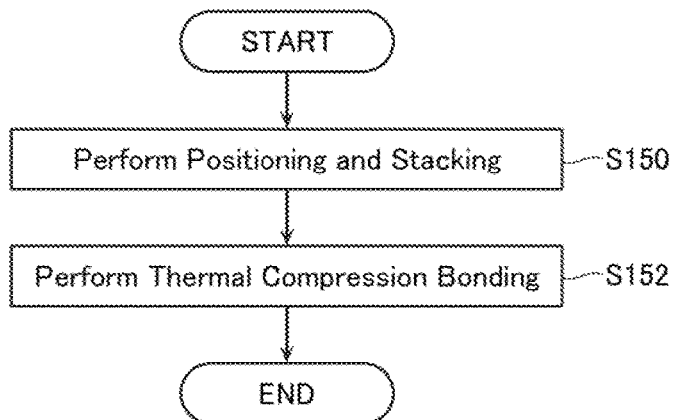 START
Perform Positioning and Stacking S150
Perform Thermal Compression Bonding S152
END